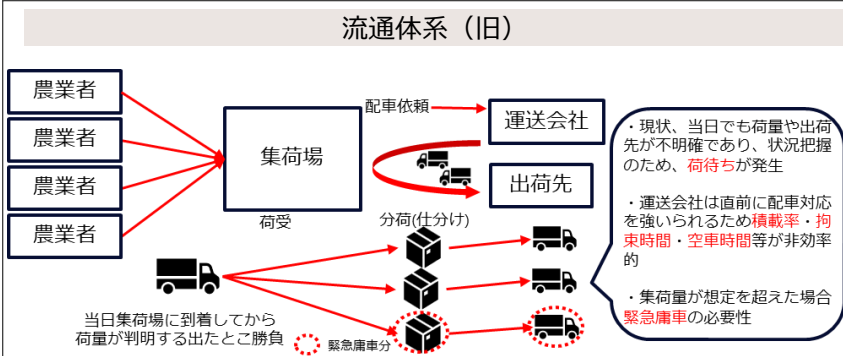 流通体系（旧）
農業者
農業者
農業者
農業者
集荷場
荷受
配車依頼
運送会社
出荷先
分荷(仕分け)
当日集荷場に到着してから
荷量が判明する出たとこ勝負
緊急庸車分
・現状、当日でも荷量や出荷
先が不明確であり、状況把握
のため、荷待ちが発生
・運送会社は直前に配車対応
を強いられるため積載率・拘
束時間・空車時間等が非効率
的
・集荷量が想定を超えた場合
緊急庸車の必要性